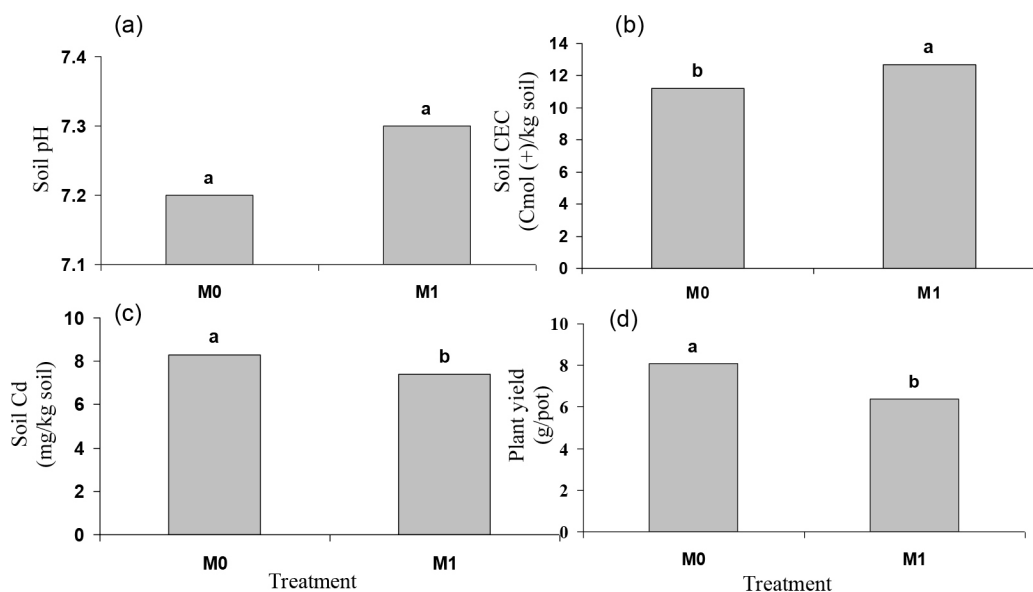 (a)
7.4
7.3
7.2
7.1
Soil pH
a
a
M0
M1
(b)
14
12
10
8
6
4
2
0
Soil CEC
(Cmol (+)/kg soil)
b
a
M0
M1
(c)
10
8
6
4
2
0
Soil Cd
(mg/kg soil)
a
b
M0
M1
Treatment
(d)
10
8
6
4
2
0
Plant yield
(g/pot)
a
b
M0
M1
Treatment